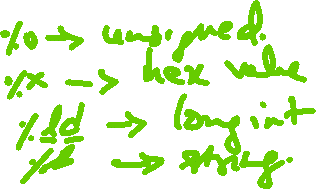 %o → unsigned.
%x → hex value
%ld → long int
%s → string.